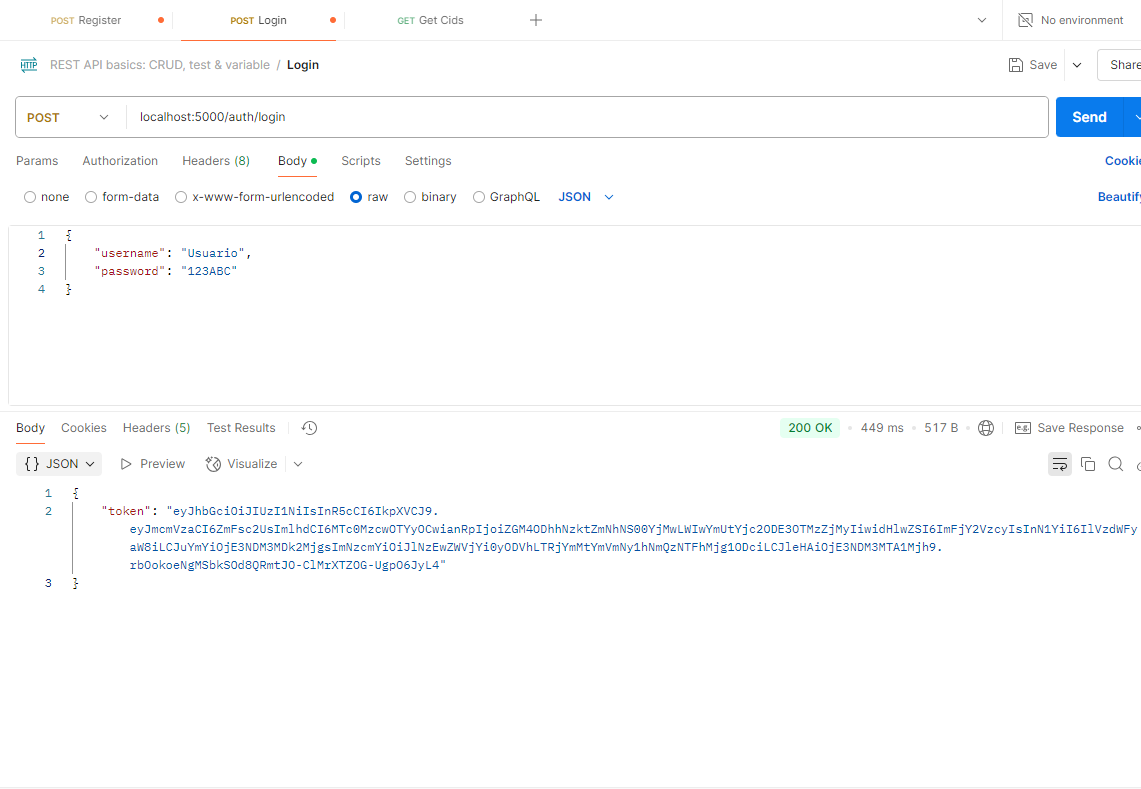 POST Register
POST Login
GET Get Cids
No environment
REST API basics: CRUD, test & variable / Login
Save
Share
POST
localhost:5000/auth/login
Send
Params
Authorization
Headers (8)
Body
Scripts
Settings
Cookie
none
form-data
x-www-form-urlencoded
raw
binary
GraphQL
JSON
Beautify
1 {
2 "username": "Usuario",
3 "password": "123ABC"
4 }
Body
Cookies
Headers (5)
Test Results
200 OK
449 ms
517 B
e.g.
Save Response
{} JSON
Preview
Visualize
1 {
2 "token": "eyJhbGciOiJIUzI1NiIsInR5cCI6IkpXVCJ9.
eyJmcmVzaCI6ZmFsc2UsImlhdCI6MTc0MzcwOTYyOCwianRpIjoiZGM4ODhhNzktZmNhNS00YjMwLWIwYmUtYjc2ODE3OTMzZjMyIiwidHlwZSI6ImFjY2VzcyIsInN1YiI6IlVzdWFy
aW8iLCJuYmYiOjE3NDM3MDk2MjgsImNzcmYiOiJlNzEwZWVjYi0yODVhLTRjYmMtYmVmNy1hNmQzNTFhMjg1ODciLCJleHAiOjE3NDM3MTA1Mjh9.
rbOokoeNgMSbkSOd8QRmtJO-ClMrXTZOG-UgpO6JyL4"
3 }